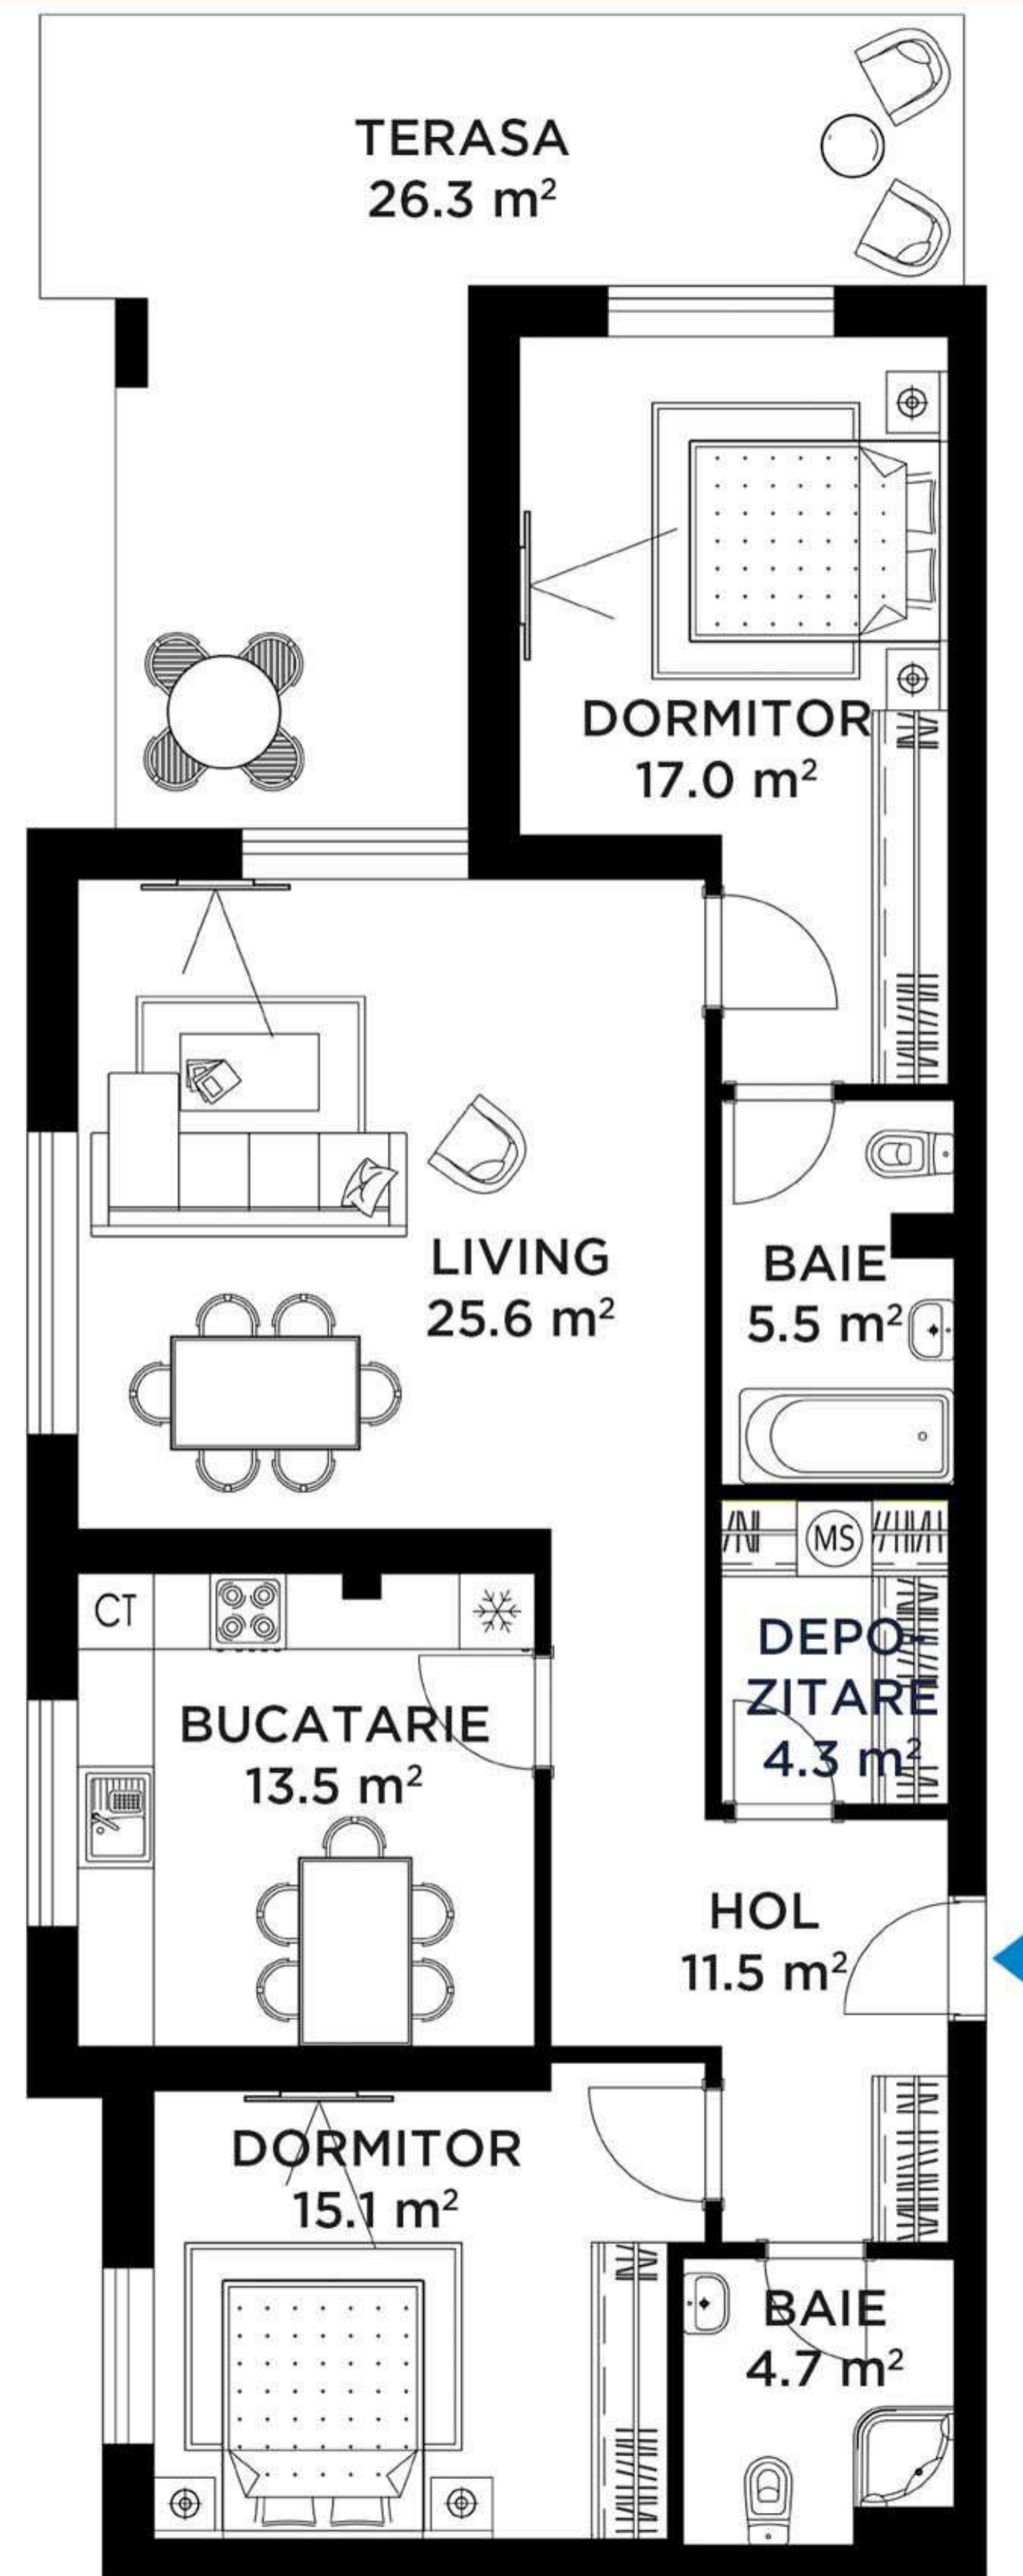 TERASA
26.3 m²
DORMITOR
17.0 m²
LIVING
25.6 m²
BAIE
5.5 m²
MS
DEPO-
ZITARE
4.3 m²
CT
BUCATARIE
13.5 m²
HOL
11.5 m²
DORMITOR
15.1 m²
BAIE
4.7 m²